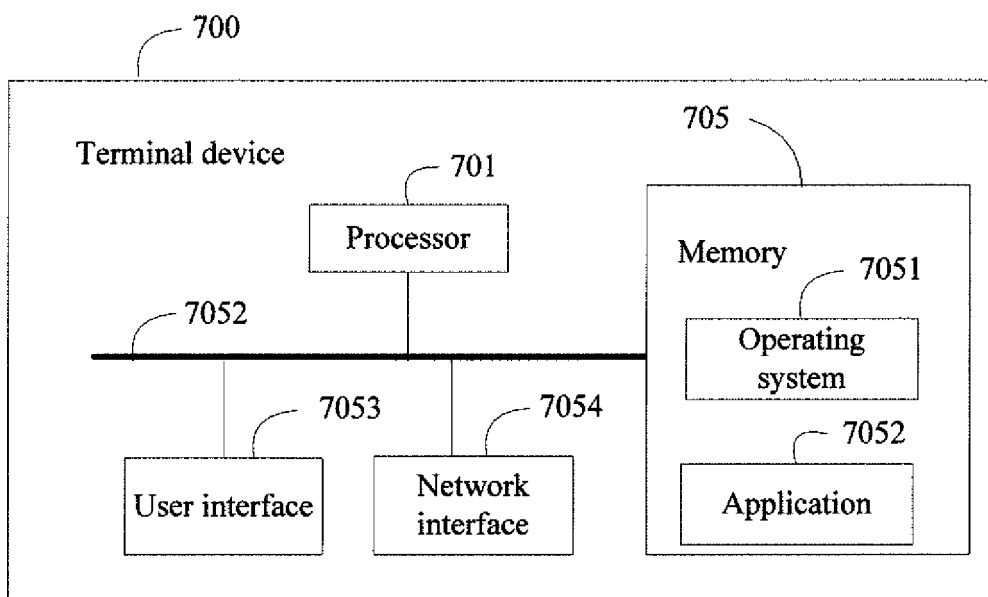 700
Terminal device
701
Processor
705
Memory
7051
Operating
system
7052
7053
User interface
7054
Network
interface
7052
Application